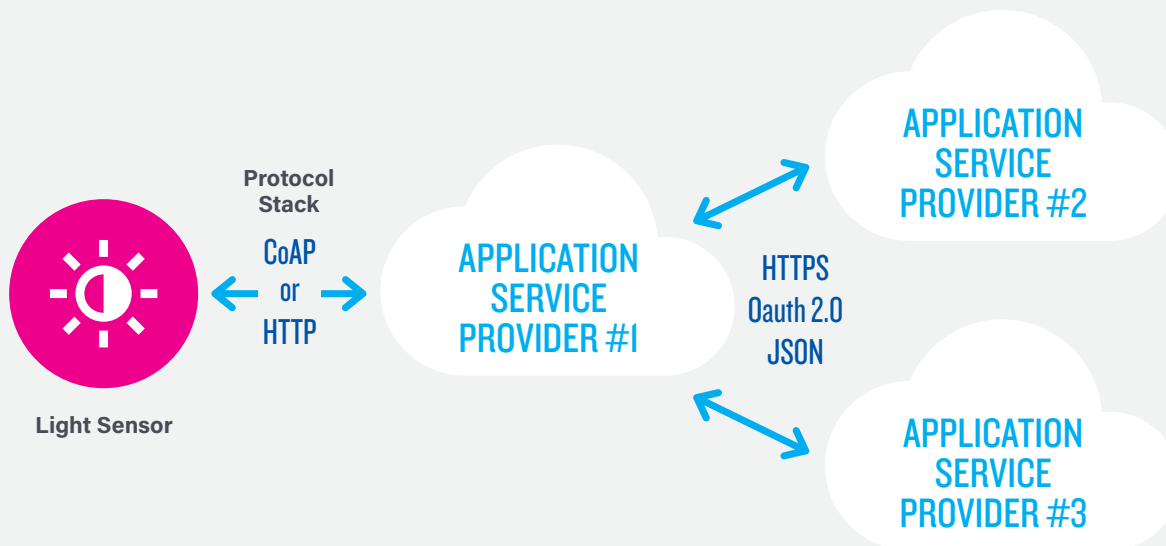 Protocol
Stack
CoAP
or
HTTP
Light Sensor
APPLICATION
SERVICE
PROVIDER #1
HTTPS
Oauth 2.0
JSON
APPLICATION
SERVICE
PROVIDER #2
APPLICATION
SERVICE
PROVIDER #3